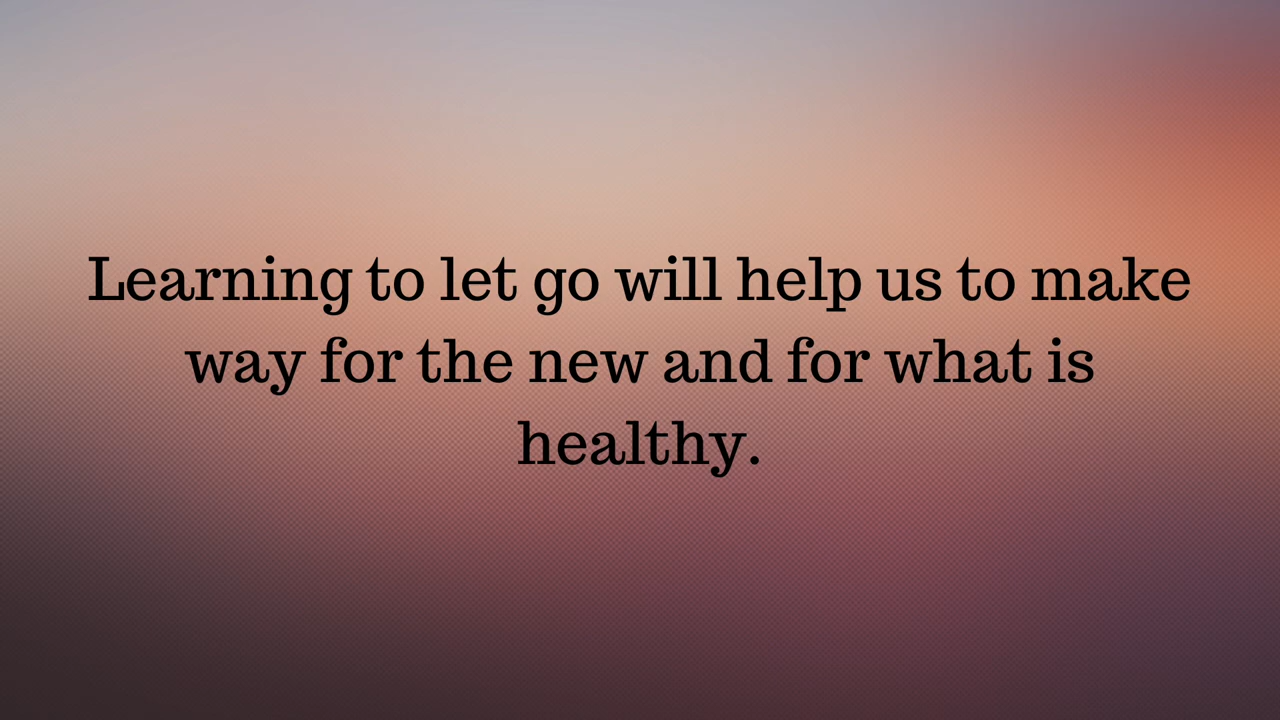 Learning to let go will help us to make
way for the new and for what is
healthy.